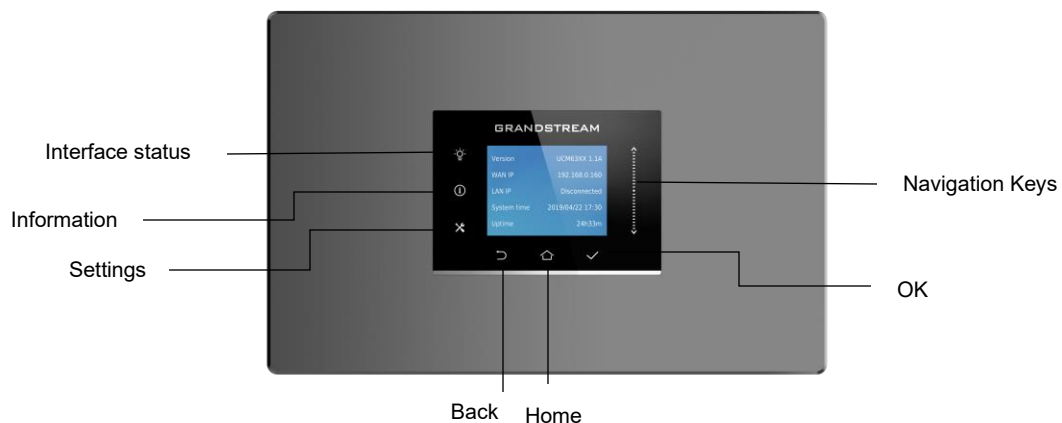 GRANDSTREAM
Interface status
Version UCM63XX 1.1A
WAN IP 192.168.0.160
Navigation Keys
LAN IP Disconnected
Information
System time 2019/04/22 17:30
Uptime 24h33m
Settings
OK
Back
Home